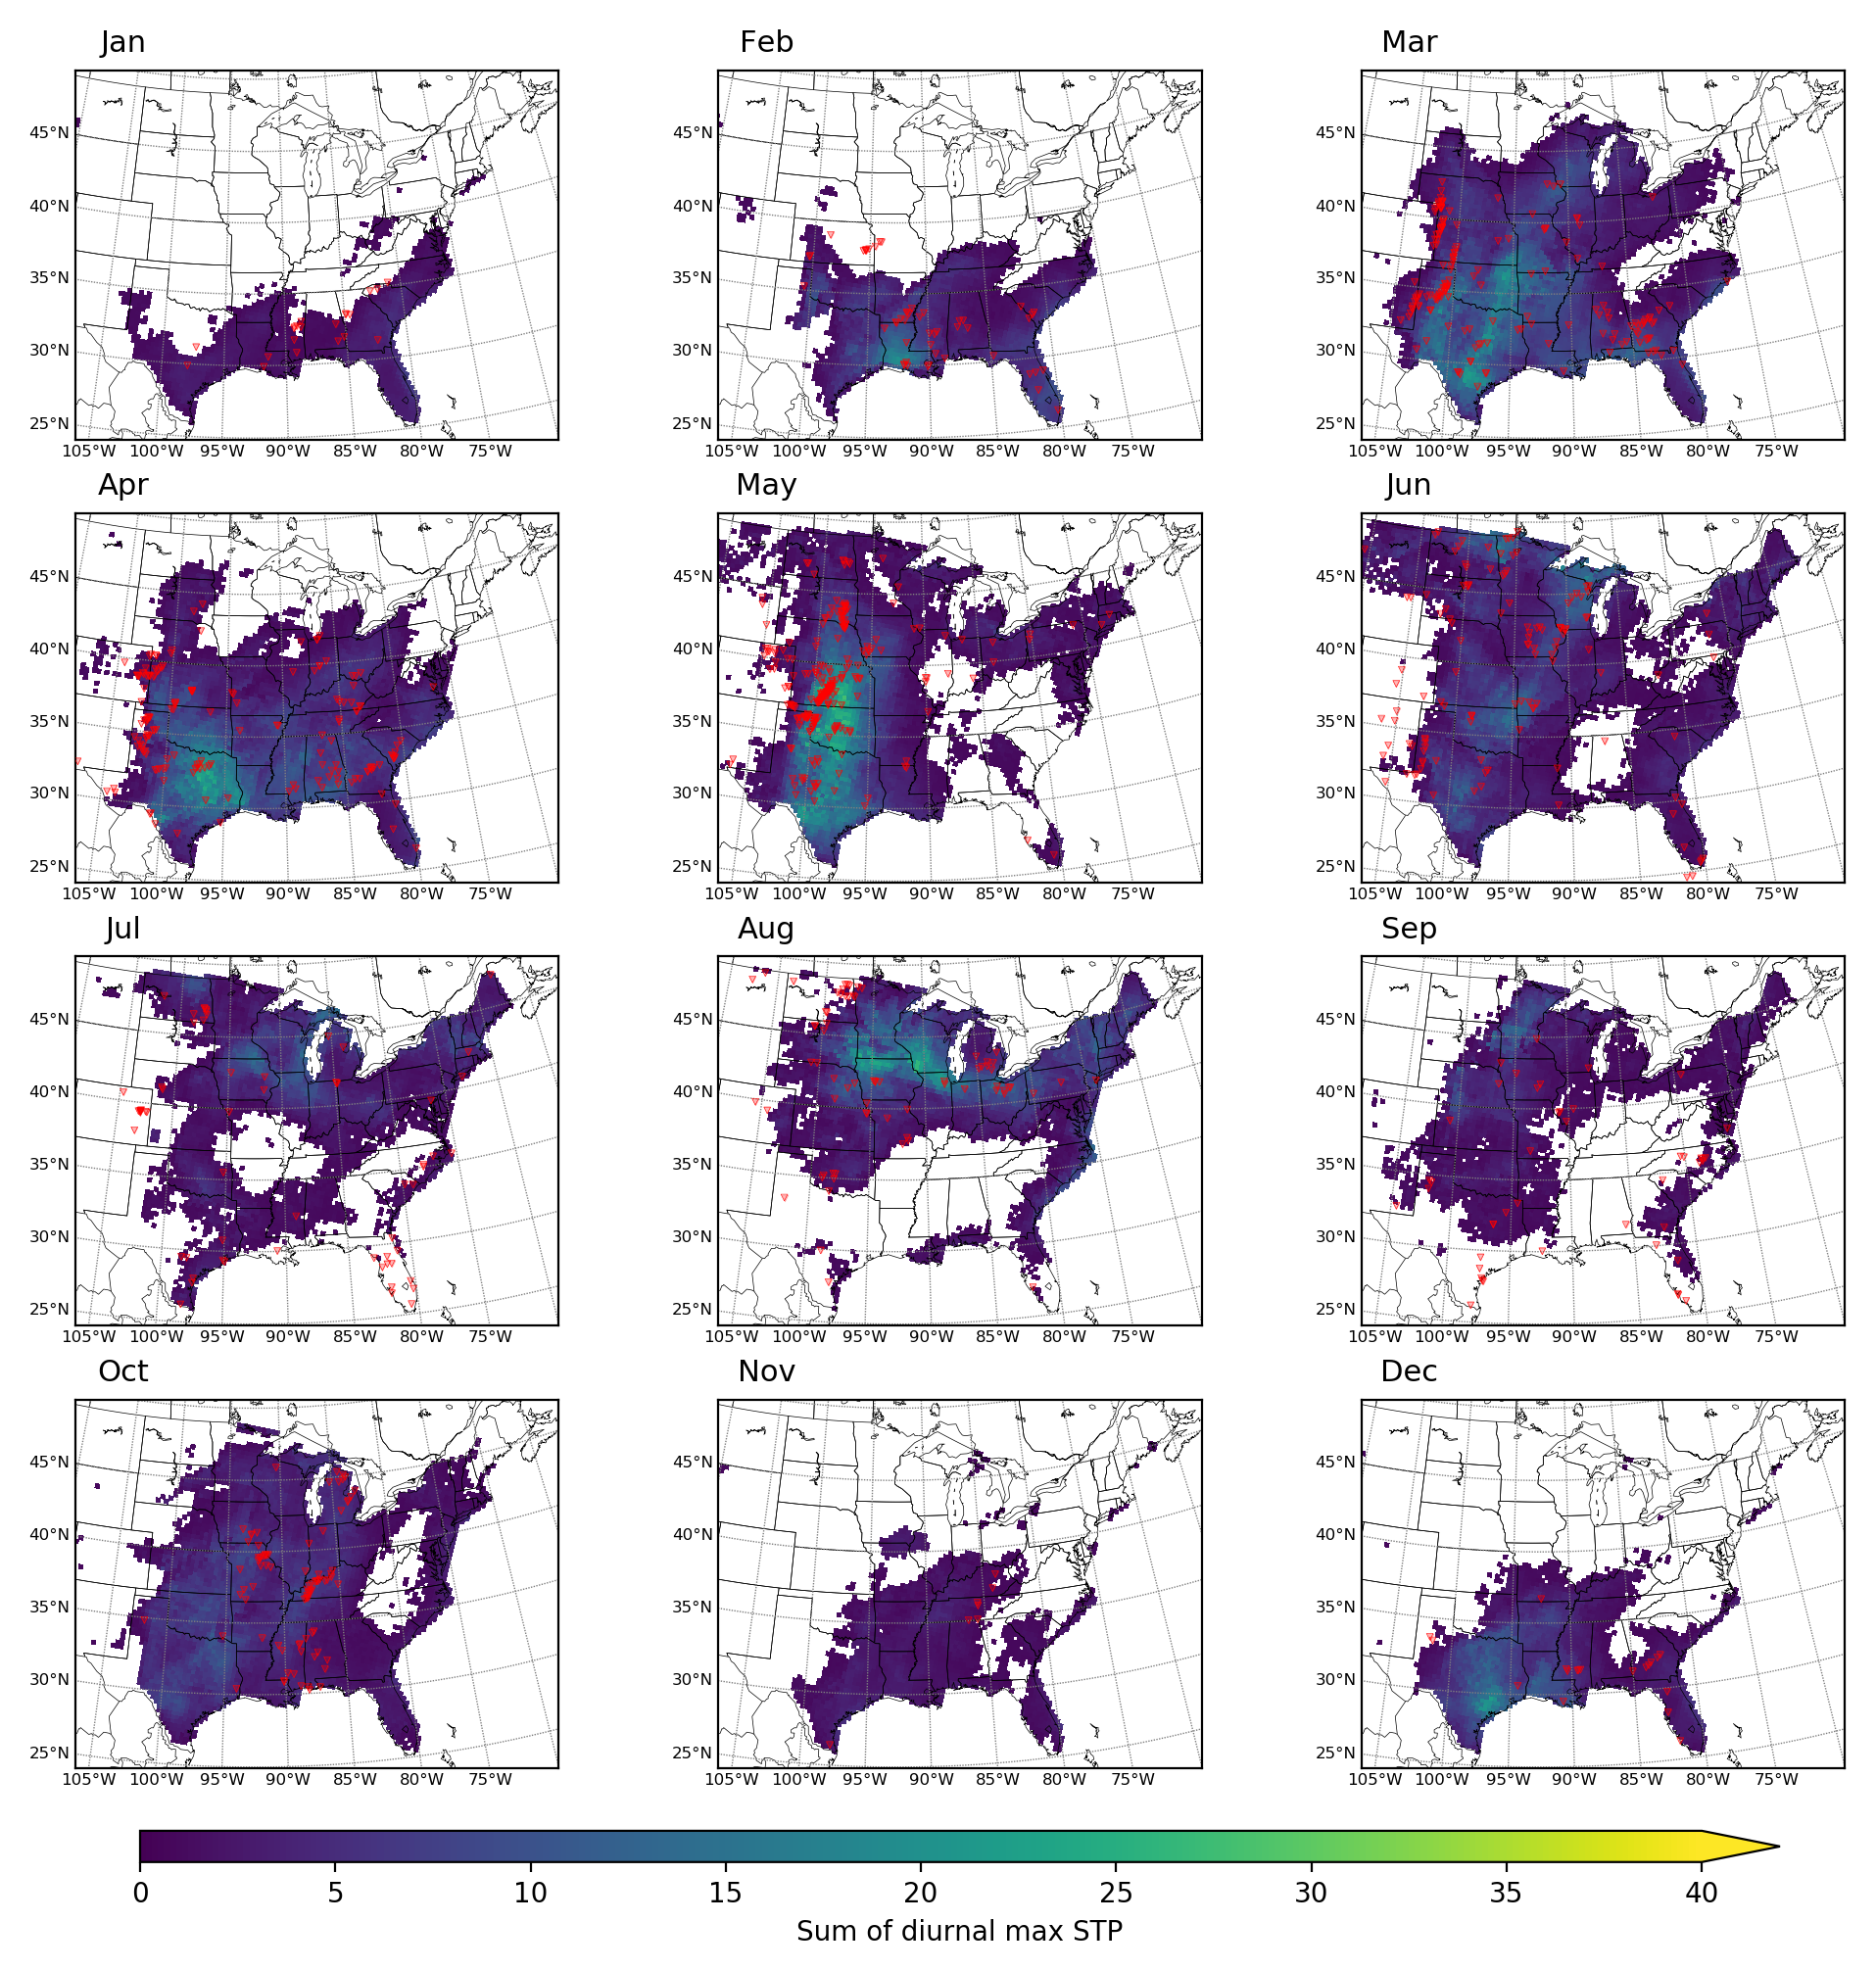 Jan Feb Mar
45°N 45°N 45°N
40°N 40°N 40°N
35°N 35°N 35°N
30°N 30°N 30°N
25°N 25°N 25°N
105°W 100°W 95°W 90°W 85°W 80°W 75°W 105°W 100°W 95°W 90°W 85°W 80°W 75°W 105°W 100°W 95°W 90°W 85°W 80°W 75°W
Apr May Jun
45°N 45°N 45°N
40°N 40°N 40°N
35°N 35°N 35°N
30°N 30°N 30°N
25°N 25°N 25°N
105°W 100°W 95°W 90°W 85°W 80°W 75°W 105°W 100°W 95°W 90°W 85°W 80°W 75°W 105°W 100°W 95°W 90°W 85°W 80°W 75°W
Jul Aug Sep
45°N 45°N 45°N
40°N 40°N 40°N
35°N 35°N 35°N
30°N 30°N 30°N
25°N 25°N 25°N
105°W 100°W 95°W 90°W 85°W 80°W 75°W 105°W 100°W 95°W 90°W 85°W 80°W 75°W 105°W 100°W 95°W 90°W 85°W 80°W 75°W
Oct Nov Dec
45°N 45°N 45°N
40°N 40°N 40°N
35°N 35°N 35°N
30°N 30°N 30°N
25°N 25°N 25°N
105°W 100°W 95°W 90°W 85°W 80°W 75°W 105°W 100°W 95°W 90°W 85°W 80°W 75°W 105°W 100°W 95°W 90°W 85°W 80°W 75°W
0 5 10 15 20 25 30 35 40
Sum of diurnal max STP